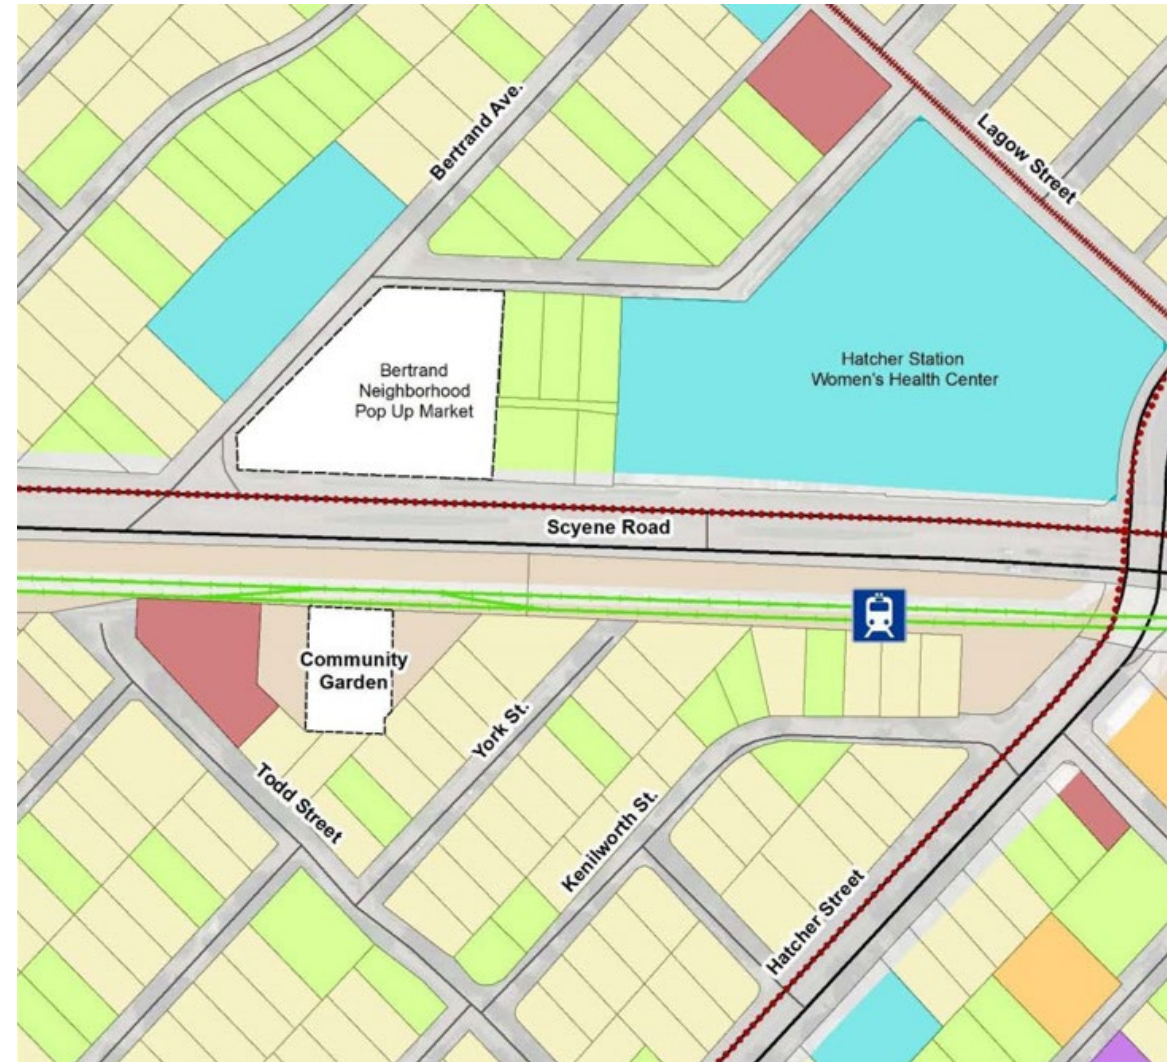 Bertrand Ave.
Lagow Street
Bertrand
Neighborhood
Pop Up Market
Hatcher Station
Women's Health Center
Scyene Road
Community
Garden
York St.
Todd Street
Kenilworth St.
Hatcher Street